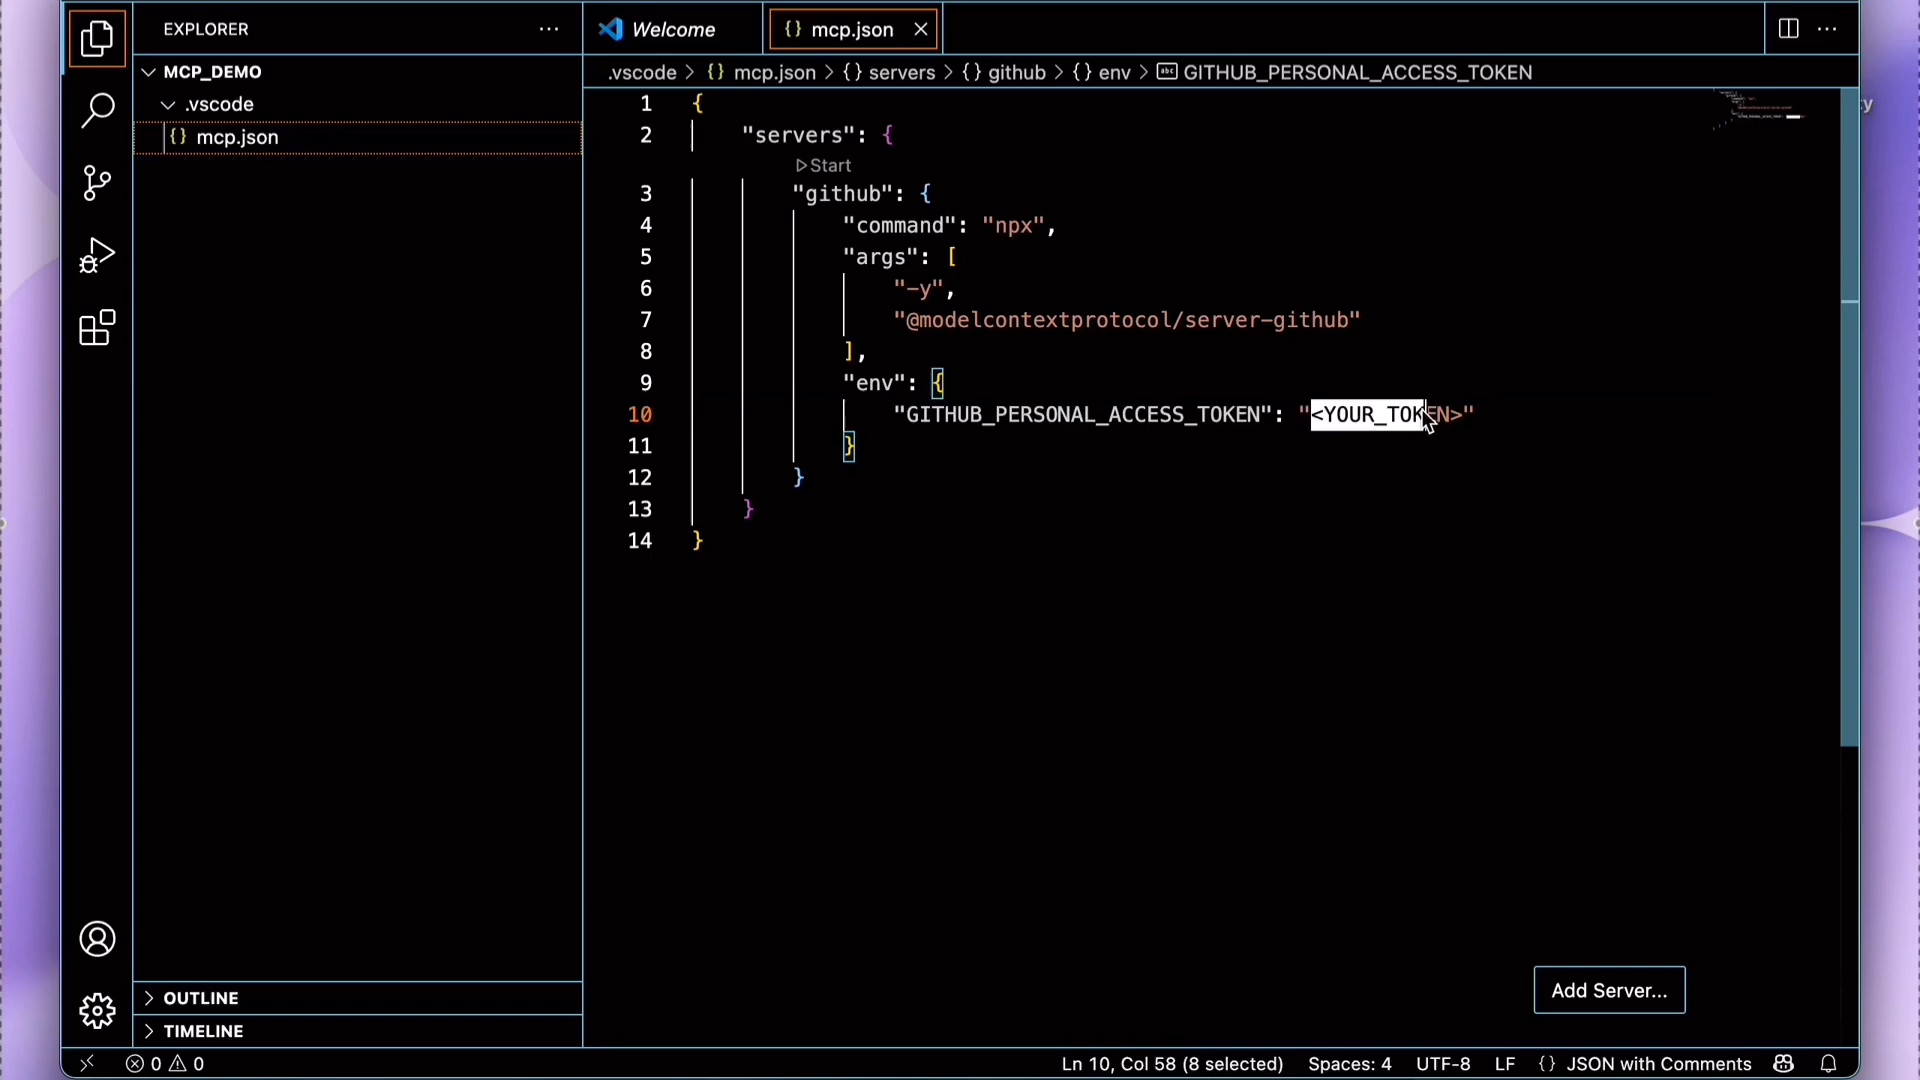 EXPLORER
MCP_DEMO
.vscode
{} mcp.json
OUTLINE
TIMELINE
Welcome
{} mcp.json
.vscode > {} mcp.json > {} servers > {} github > {} env > abc GITHUB_PERSONAL_ACCESS_TOKEN
1 {
2 "servers": {
Start
3 "github": {
4 "command": "npx",
5 "args": [
6 "-y",
7 "@modelcontextprotocol/server-github"
8 ],
9 "env": {
10 "GITHUB_PERSONAL_ACCESS_TOKEN": "<YOUR_TOKEN>"
11 }
12 }
13 }
14 }
Add Server...
0 0
Ln 10, Col 58 (8 selected) Spaces: 4 UTF-8 LF {} JSON with Comments